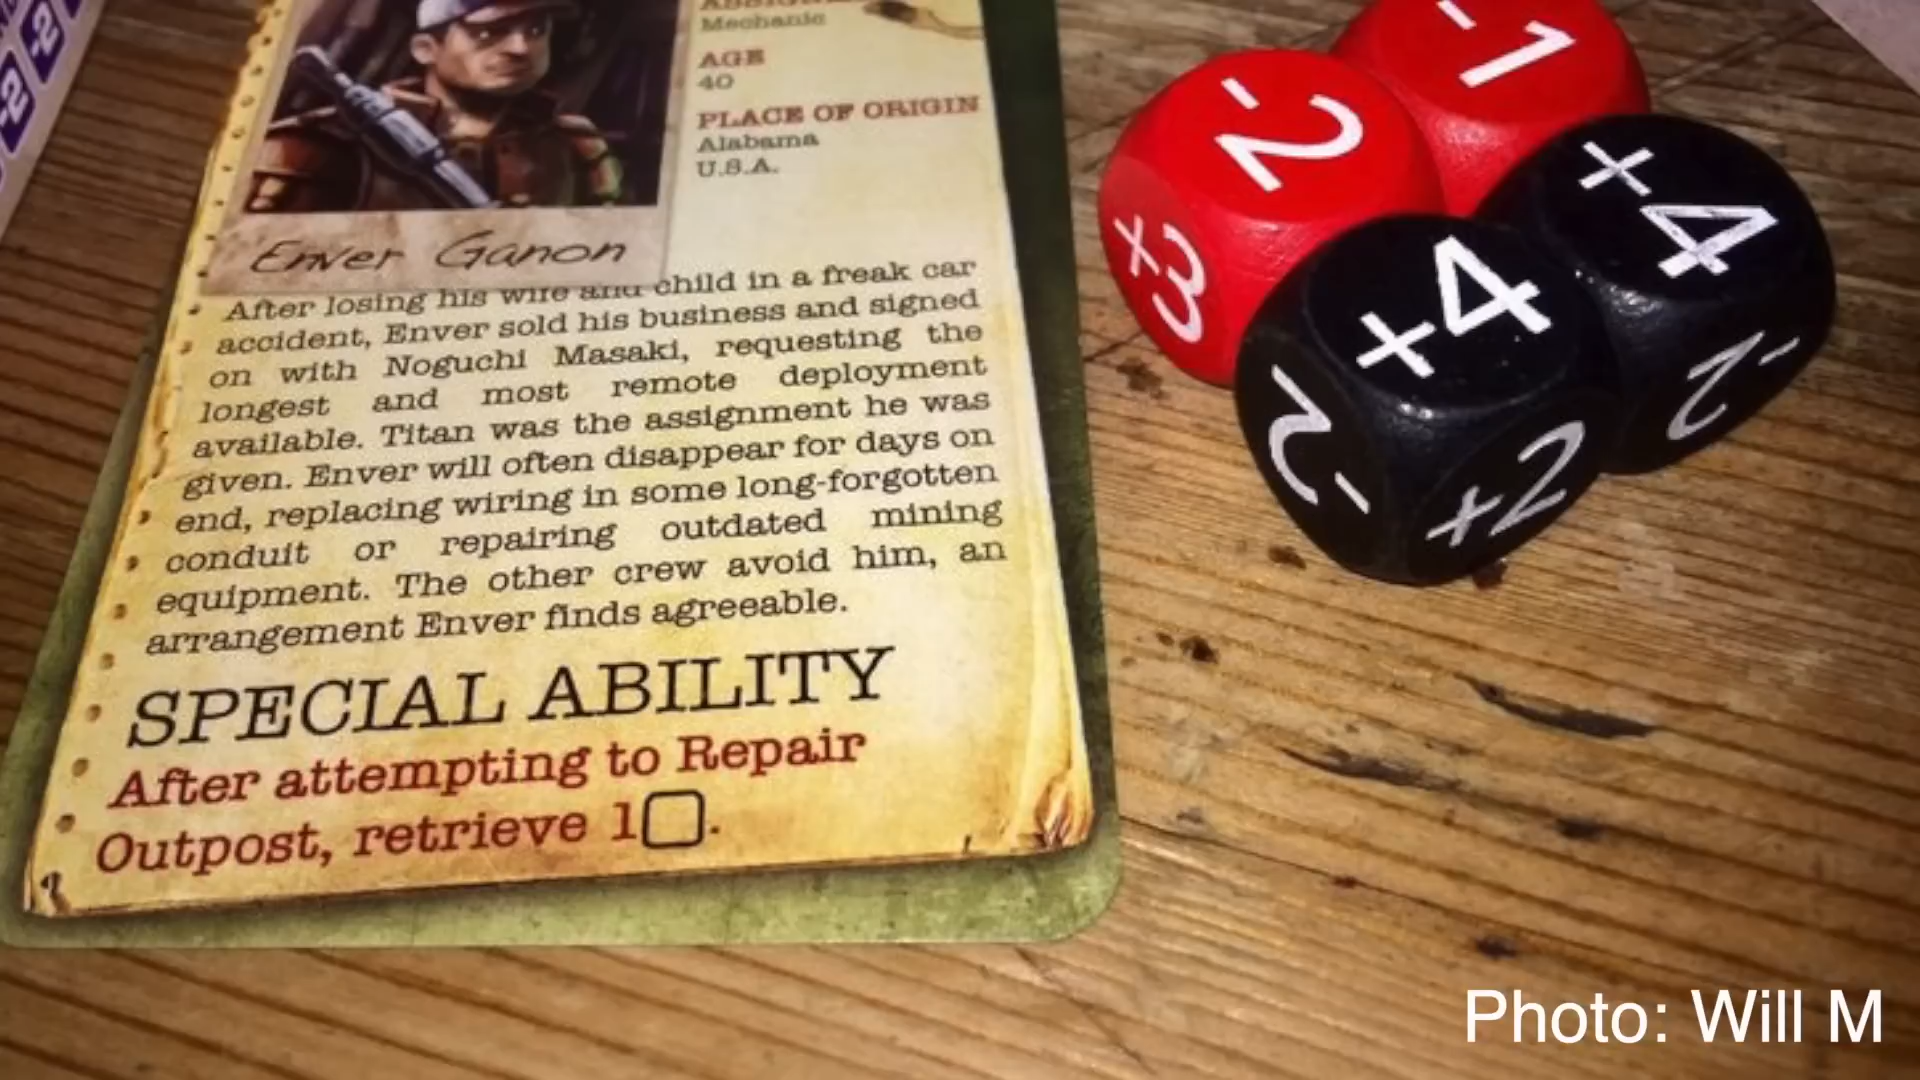 Mechanic
AGE
40
PLACE OF ORIGIN
Alabama
U.S.A.
Enver Ganon
After losing his wife and child in a freak car
accident, Enver sold his business and signed
on with Noguchi Masaki, requesting the
longest and most remote deployment
available. Titan was the assignment he was
given. Enver will often disappear for days on
end, replacing wiring in some long-forgotten
conduit or repairing outdated mining
equipment. The other crew avoid him, an
arrangement Enver finds agreeable.
SPECIAL ABILITY
After attempting to Repair
Outpost, retrieve 1 .
-2
-2
-1
-2
+3
+4
-2
+4
-2
+2
Photo: Will M